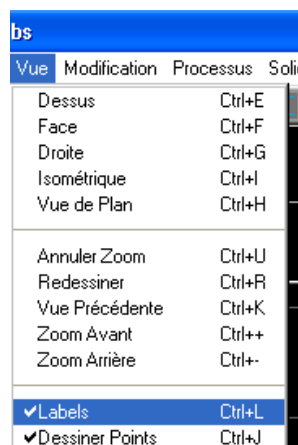 bs
Vue Modification Processus Soli
Dessus Ctrl+E
Face Ctrl+F
Droite Ctrl+G
Isométrique Ctrl+I
Vue de Plan Ctrl+H
Annuler Zoom Ctrl+U
Redessiner Ctrl+R
Vue Précédente Ctrl+K
Zoom Avant Ctrl++
Zoom Arrière Ctrl+-
✔Labels Ctrl+L
✔Dessiner Points Ctrl+J